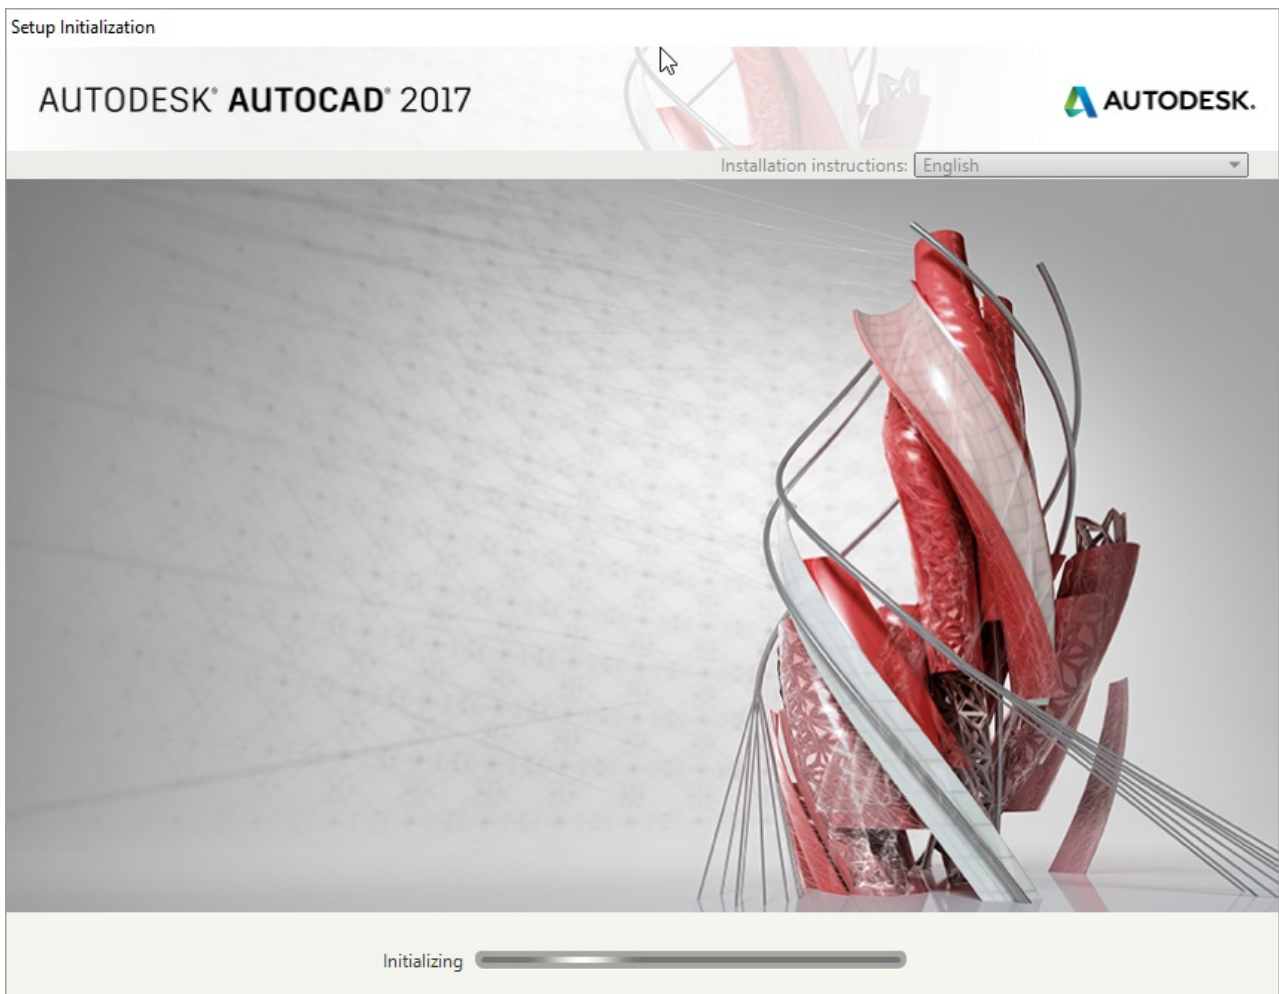 Setup Initialization
AUTODESK® AUTOCAD® 2017
AUTODESK.
Installation instructions: English
Initializing